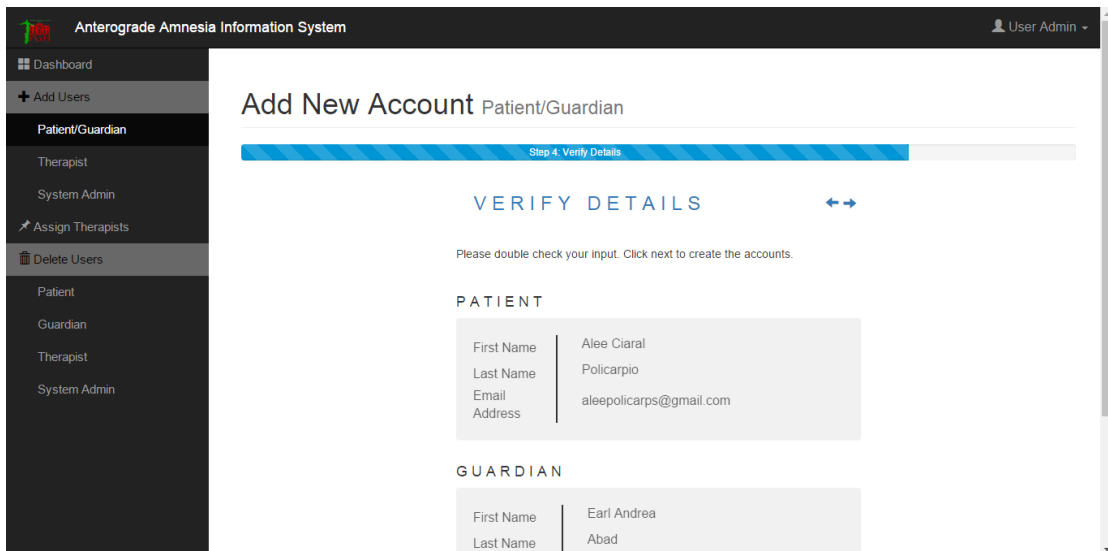 Anterograde Amnesia Information System
User Admin
Dashboard
Add Users
Patient/Guardian
Therapist
System Admin
Assign Therapists
Delete Users
Patient
Guardian
Therapist
System Admin
Add New Account Patient/Guardian
Step 4: Verify Details
VERIFY DETAILS
Please double check your input. Click next to create the accounts.
PATIENT
First Name Alee Ciaral
Last Name Policarpio
Email
Address aleepolicarps@gmail.com
GUARDIAN
First Name Earl Andrea
Last Name Abad